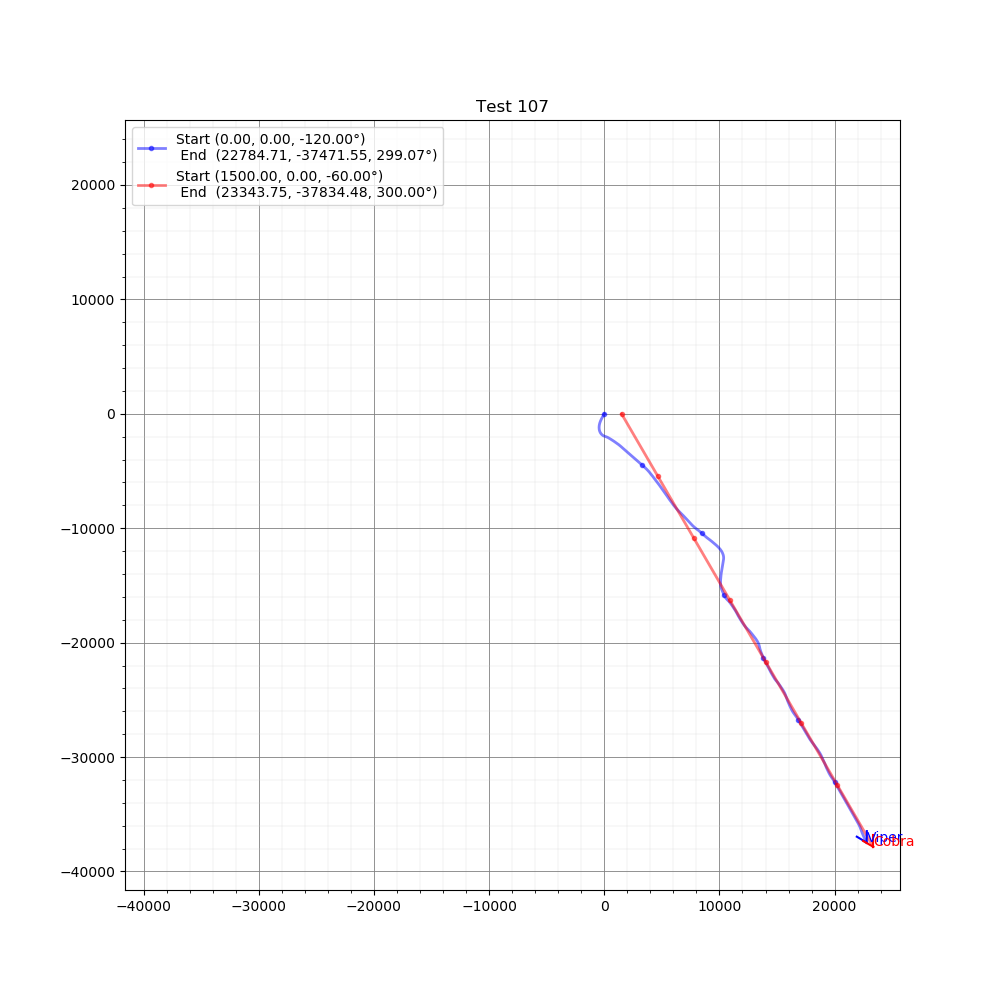 Test 107
Start (0.00, 0.00, -120.00°)
End  (22784.71, -37471.55, 299.07°)
Start (1500.00, 0.00, -60.00°)
End  (23343.75, -37834.48, 300.00°)
20000
10000
0
−10000
−20000
−30000
−40000
Viper
Cobra
−40000 −30000 −20000 −10000 0 10000 20000